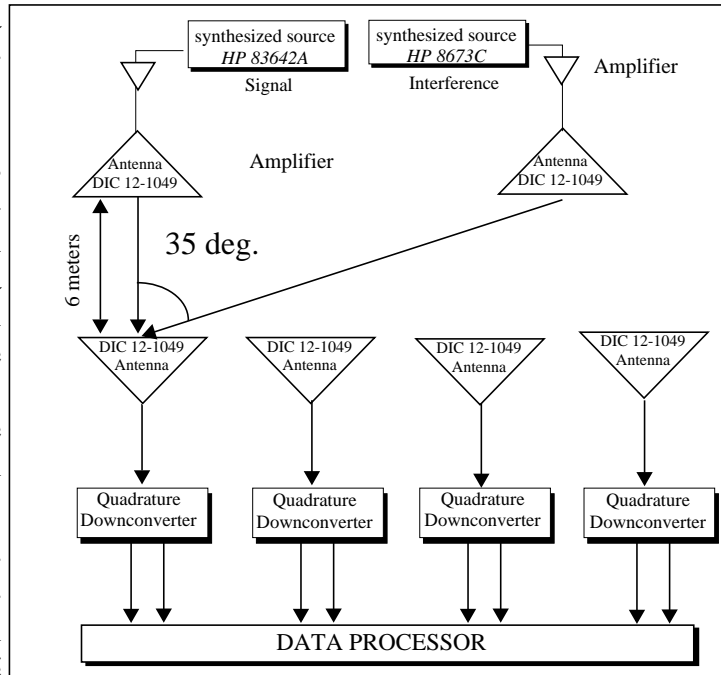 synthesized source
HP 83642A
Signal
synthesized source
HP 8673C
Interference
Amplifier
Antenna
DIC 12-1049
Amplifier
Antenna
DIC 12-1049
6 meters
35 deg.
DIC 12-1049
Antenna
DIC 12-1049
Antenna
DIC 12-1049
Antenna
DIC 12-1049
Antenna
Quadrature
Downconverter
Quadrature
Downconverter
Quadrature
Downconverter
Quadrature
Downconverter
DATA PROCESSOR